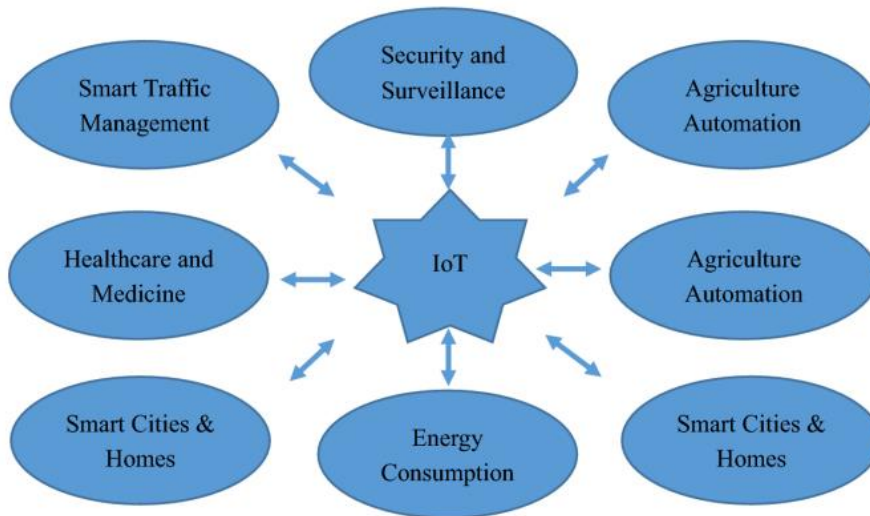 Security and
Surveillance
Smart Traffic
Management
Agriculture
Automation
Healthcare and
Medicine
IoT
Agriculture
Automation
Smart Cities &
Homes
Energy
Consumption
Smart Cities &
Homes